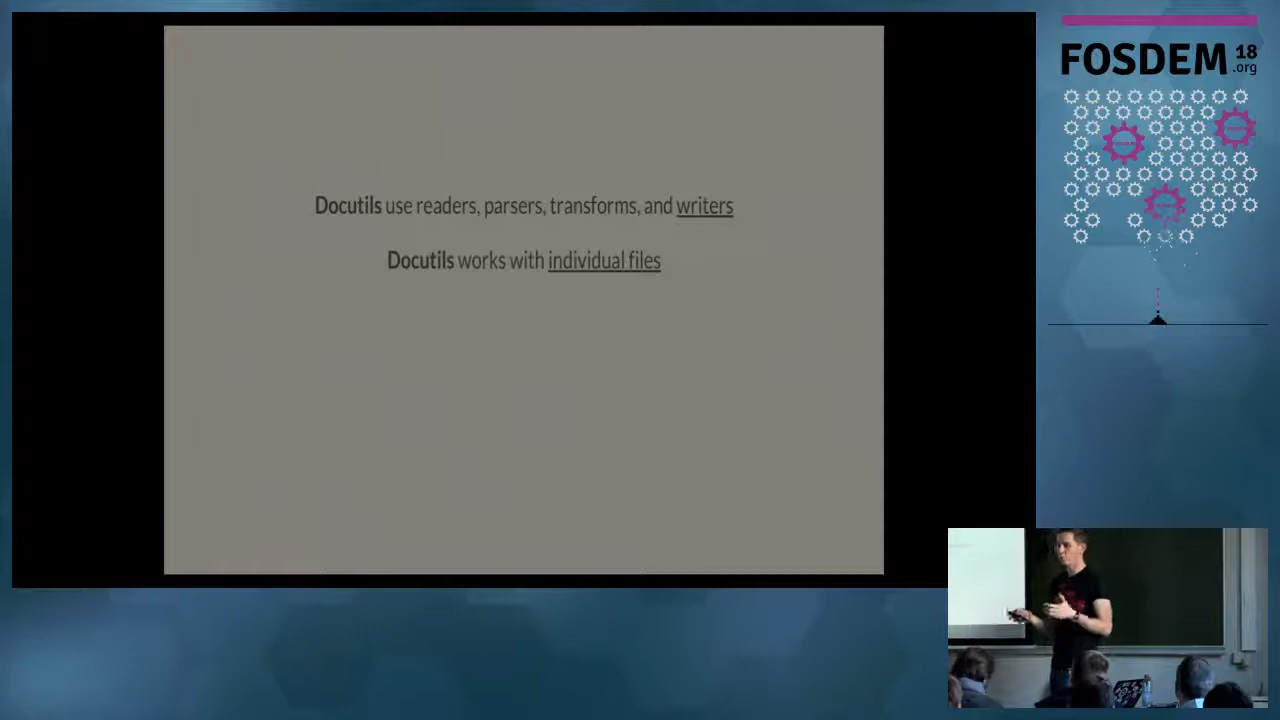 Docutils use readers, parsers, transforms, and writers
Docutils works with individual files
FOSDEM 18
.org